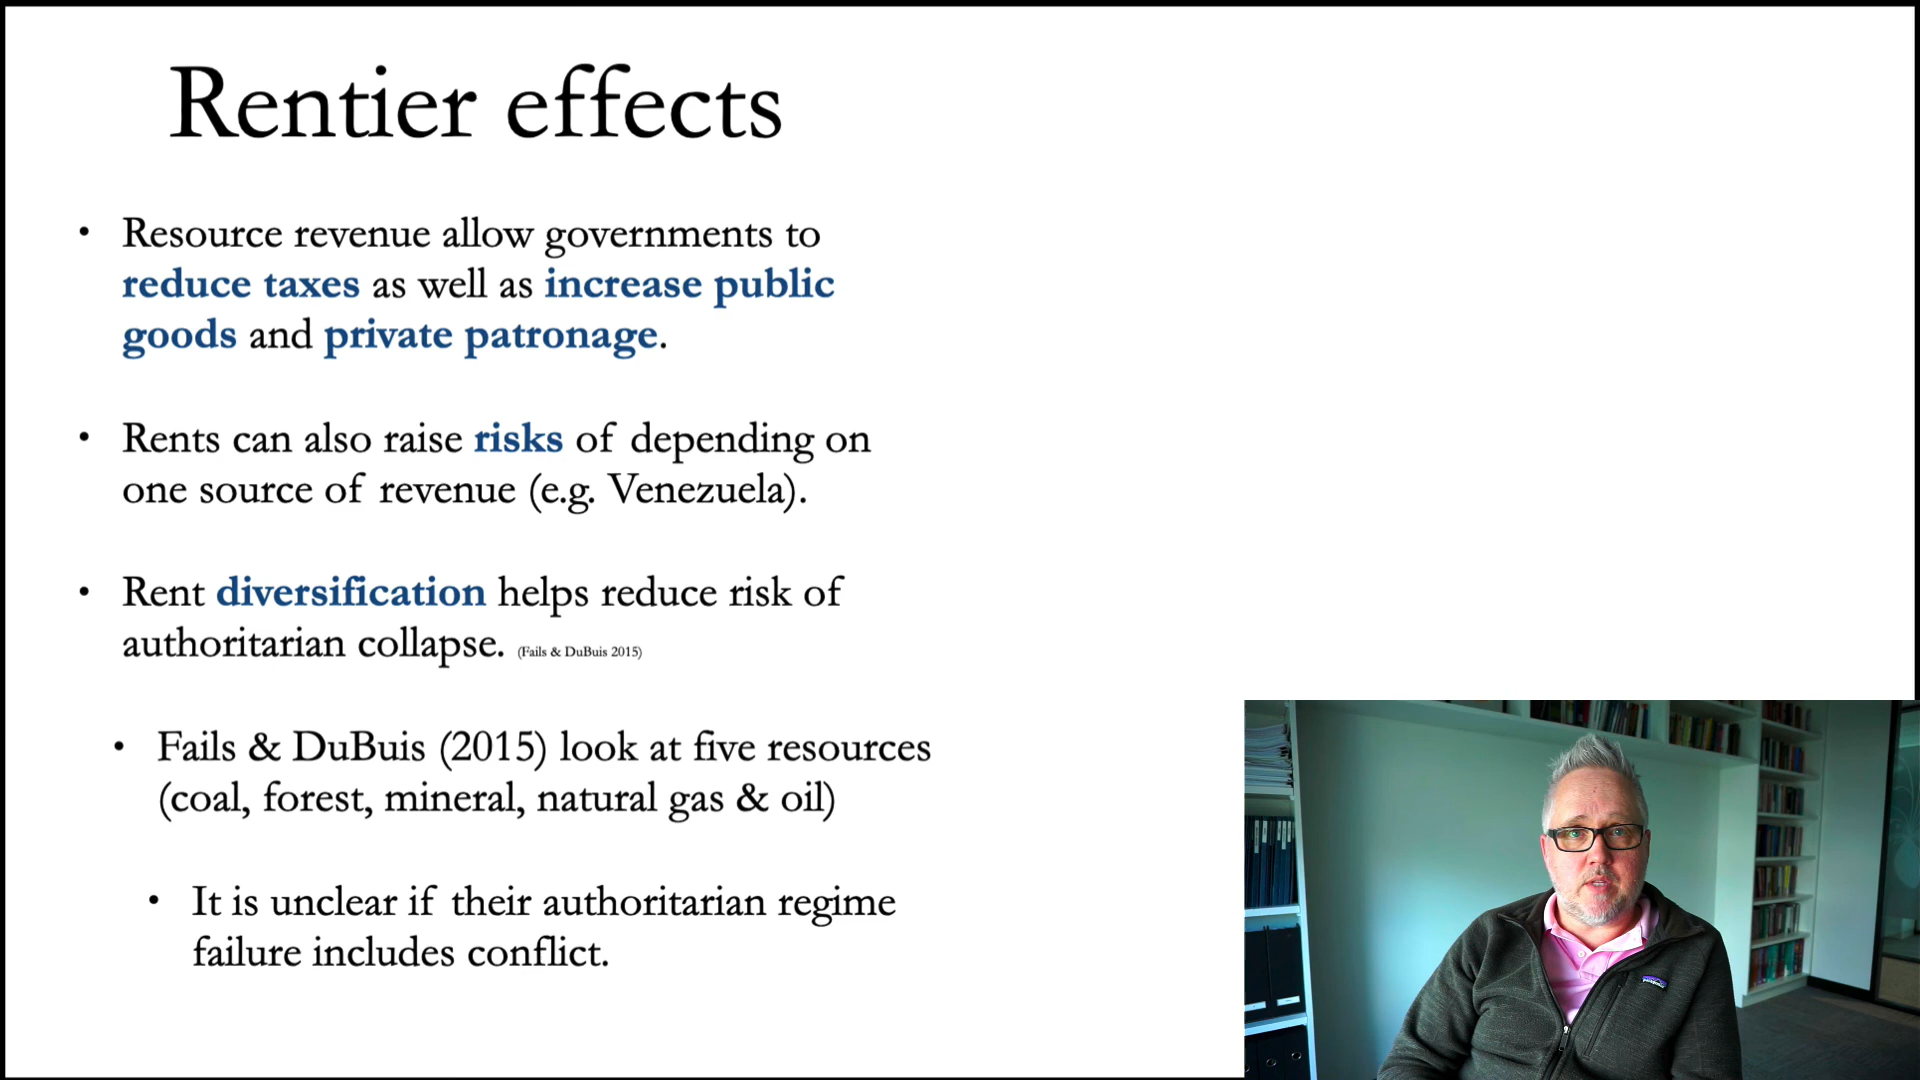 Rentier effects
• Resource revenue allow governments to
reduce taxes as well as increase public
goods and private patronage.
• Rents can also raise risks of depending on
one source of revenue (e.g. Venezuela).
• Rent diversification helps reduce risk of
authoritarian collapse. (Fails & DuBuis 2015)
• Fails & DuBuis (2015) look at five resources
(coal, forest, mineral, natural gas & oil)
• It is unclear if their authoritarian regime
failure includes conflict.
patagonia